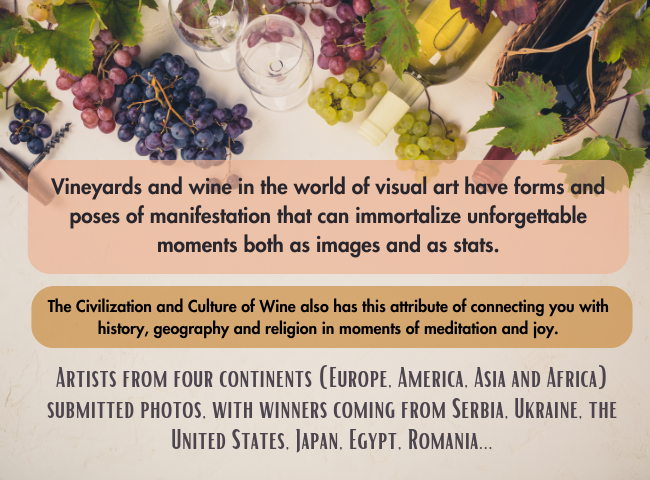 Vineyards and wine in the world of visual art have forms and
poses of manifestation that can immortalize unforgettable
moments both as images and as stats.
The Civilization and Culture of Wine also has this attribute of connecting you with
history, geography and religion in moments of meditation and joy.
Artists from four continents (Europe, America, Asia and Africa)
submitted photos, with winners coming from Serbia, Ukraine, the
United States, Japan, Egypt, Romania...